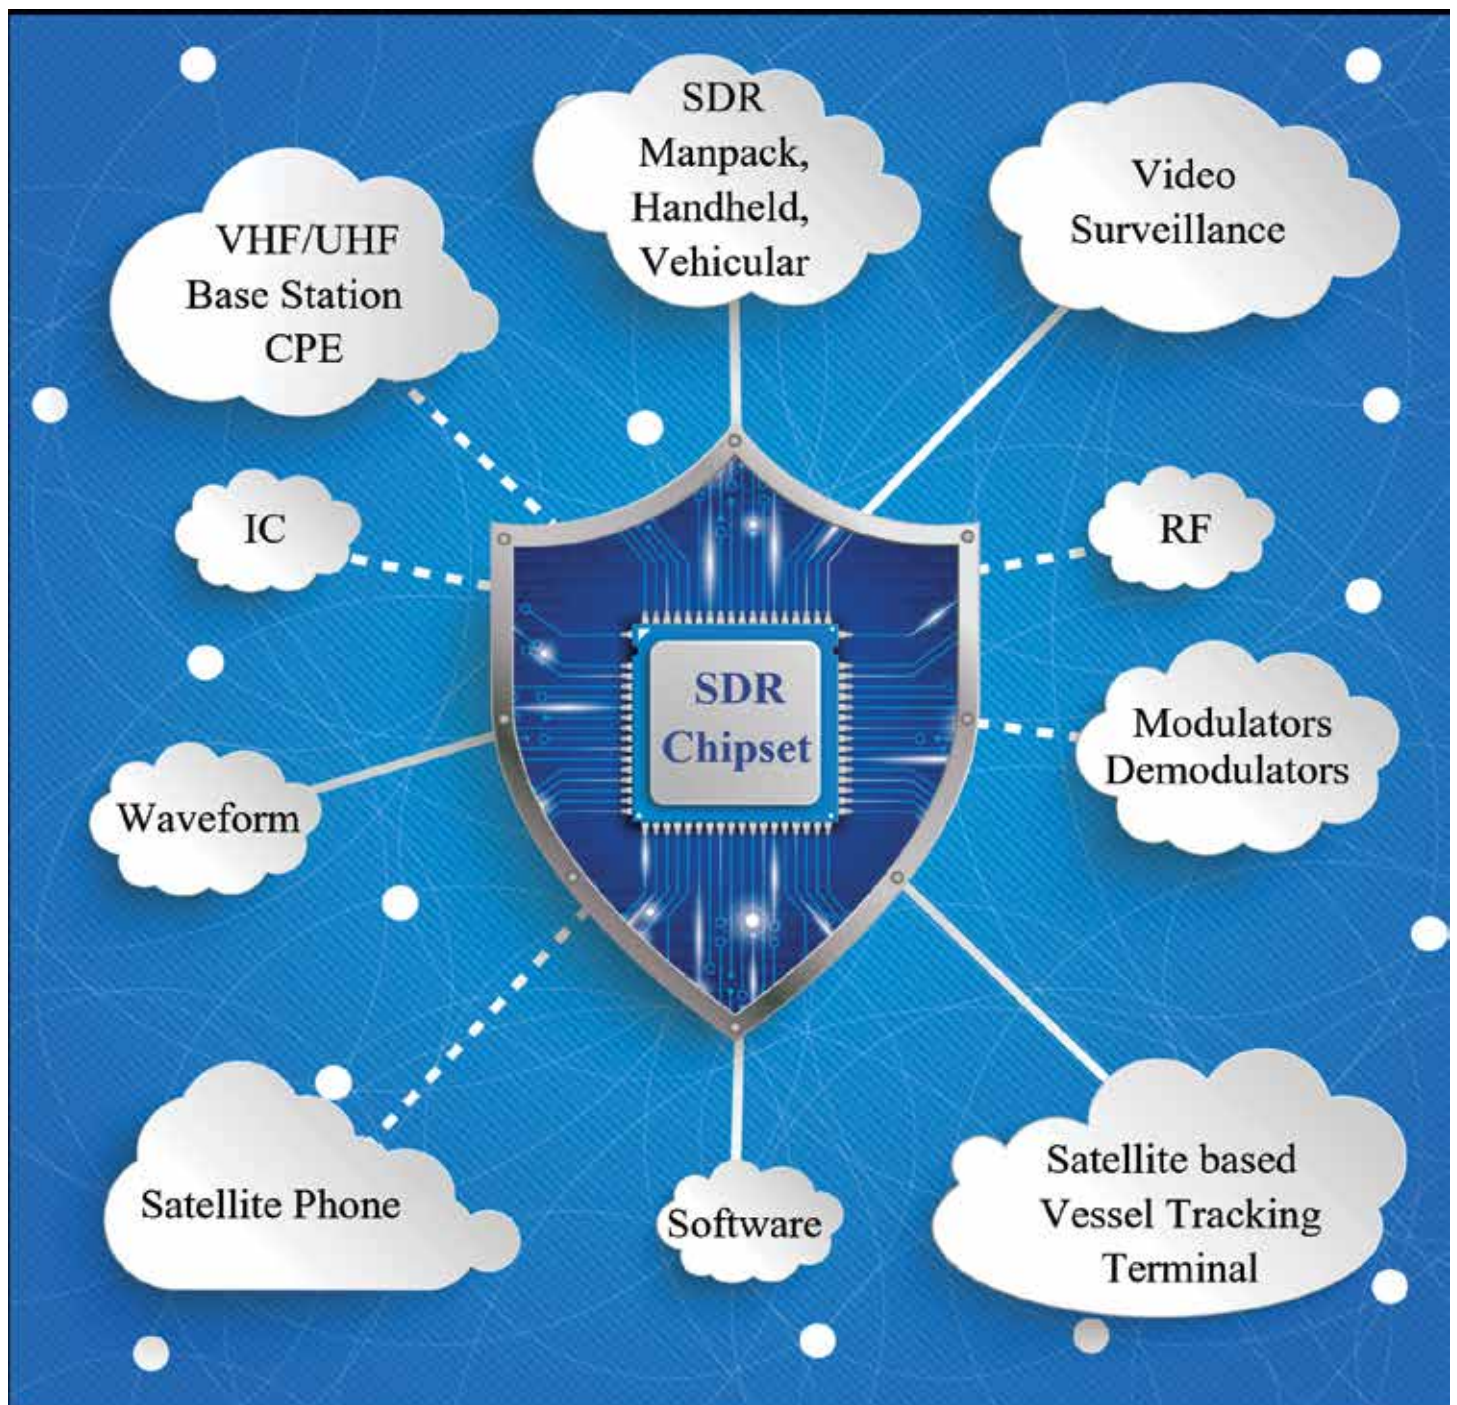 SDR
Manpack,
Handheld,
Vehicular
Video
Surveillance
VHF/UHF
Base Station
CPE
IC
RF
SDR
Chipset
Modulators
Demodulators
Waveform
Satellite Phone
Software
Satellite based
Vessel Tracking
Terminal